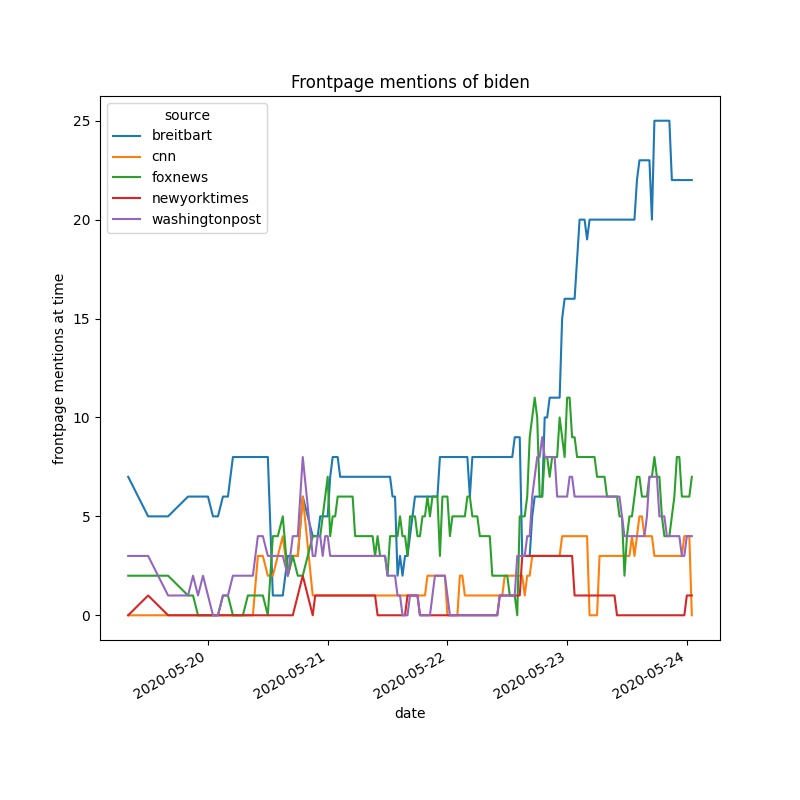 Frontpage mentions of biden
source
breitbart
cnn
foxnews
newyorktimes
washingtonpost
frontpage mentions at time
25
20
15
10
5
0
2020-05-20
2020-05-21
2020-05-22
2020-05-23
2020-05-24
date